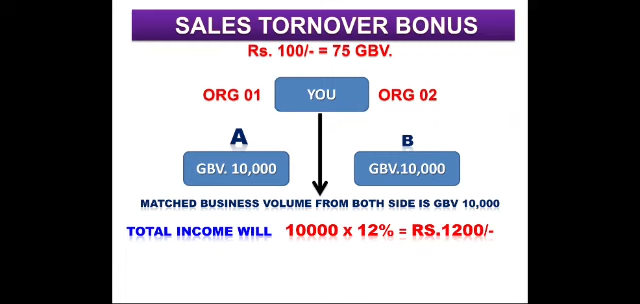 SALES TORNOVER BONUS
Rs. 100/- = 75 GBV.
ORG 01 YOU ORG 02
A B
GBV. 10,000 GBV.10,000
MATCHED BUSINESS VOLUME FROM BOTH SIDE IS GBV 10,000
TOTAL INCOME WILL 10000 x 12% = RS.1200/-